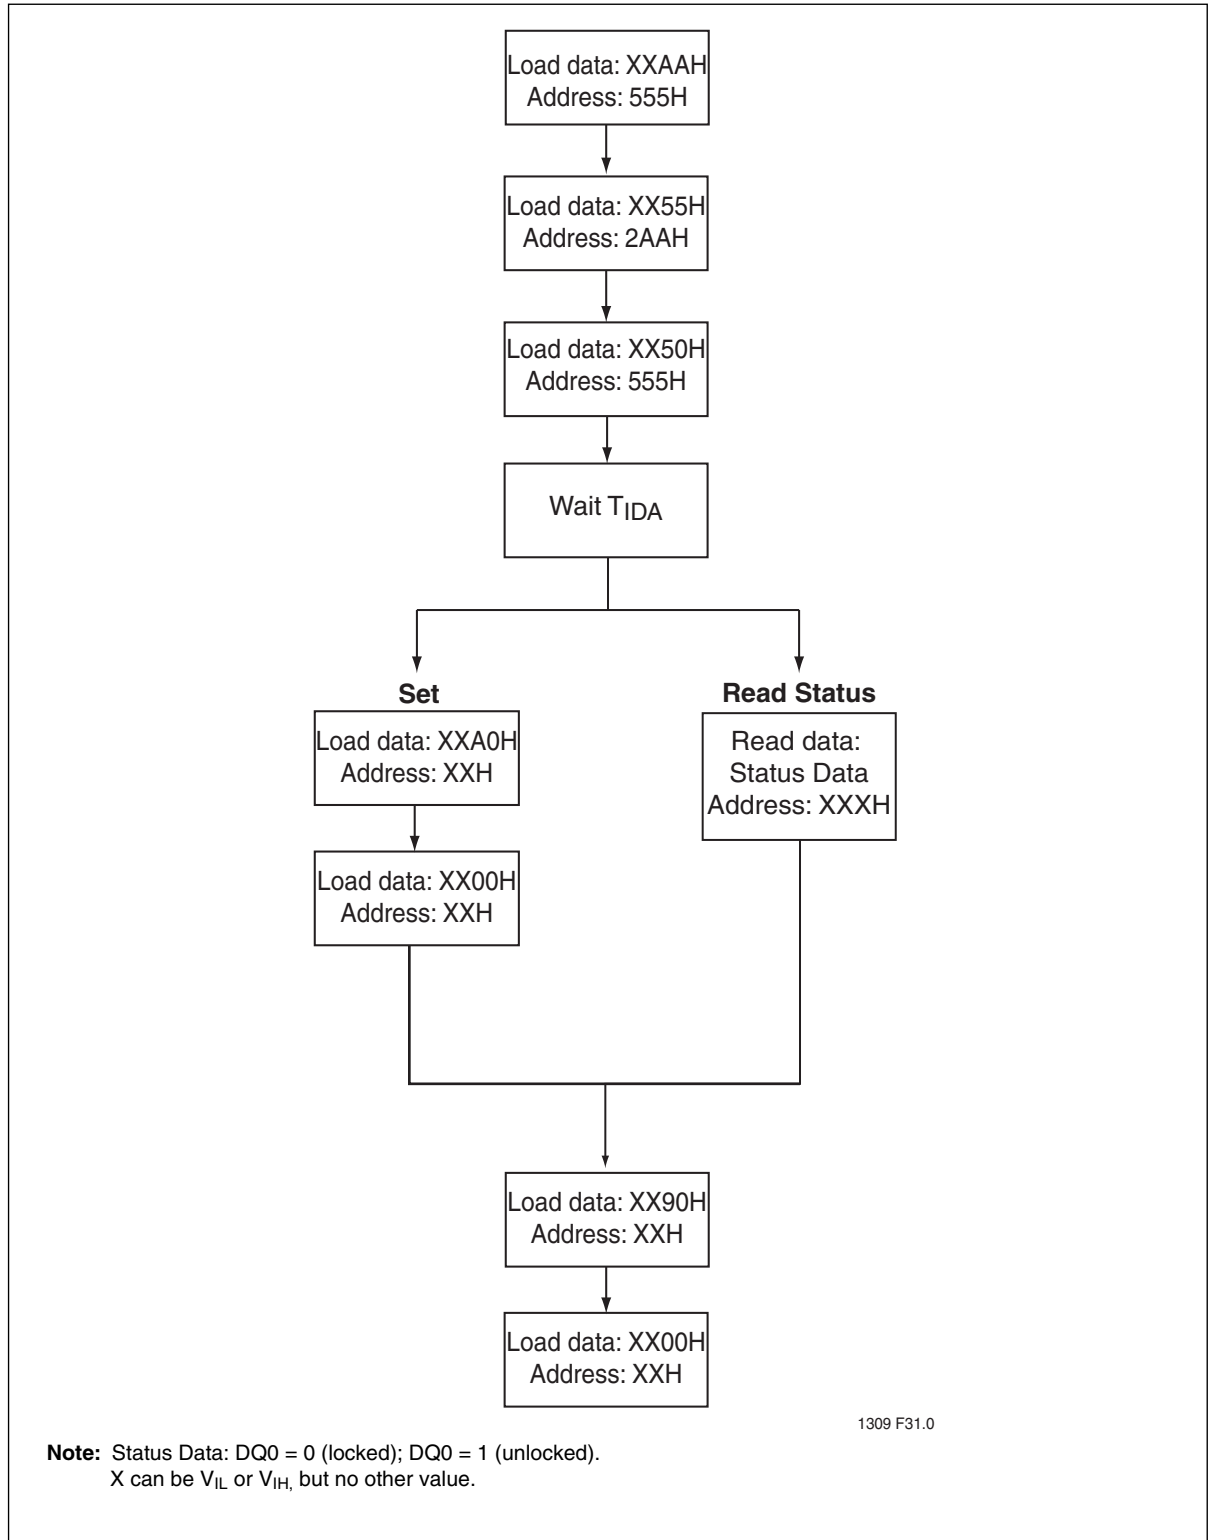 Load data: XXAAH
Address: 555H
Load data: XX55H
Address: 2AAH
Load data: XX50H
Address: 555H
Wait TIDA
Set
Load data: XXA0H
Address: XXH
Load data: XX00H
Address: XXH
Read Status
Read data:
Status Data
Address: XXXH
Load data: XX90H
Address: XXH
Load data: XX00H
Address: XXH
1309 F31.0
Note: Status Data: DQ0 = 0 (locked); DQ0 = 1 (unlocked).
X can be VIL or VIH, but no other value.